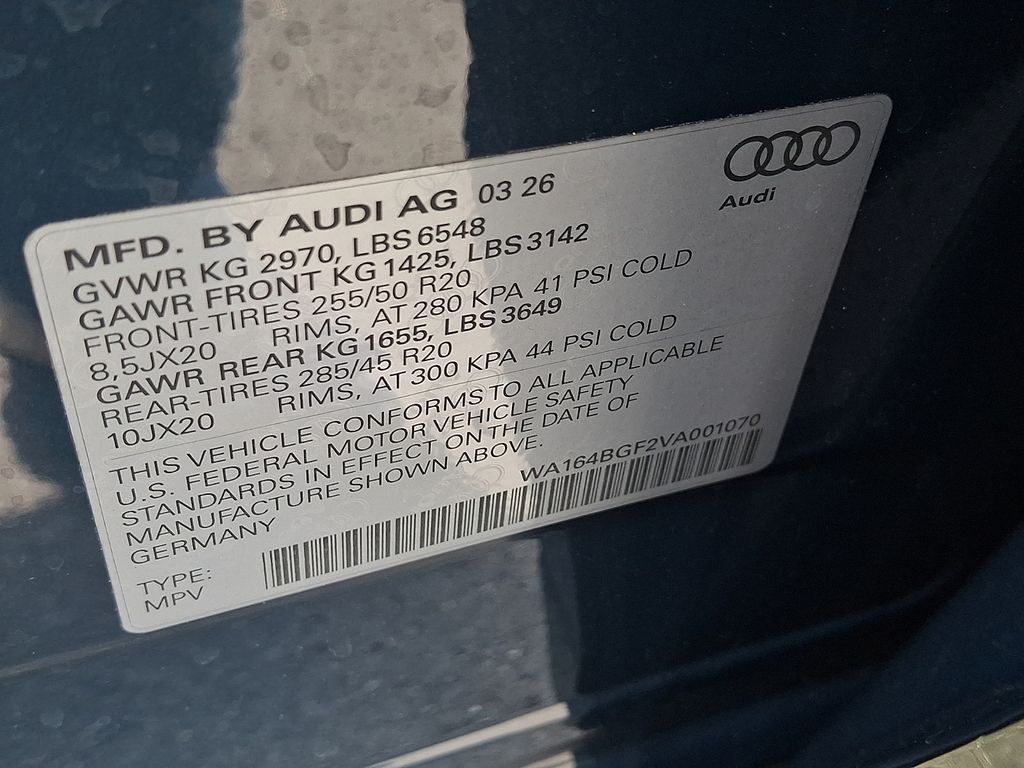 MFD. BY AUDI AG 03 26
Audi
GVWR KG 2970, LBS 6548
GAWR FRONT KG 1425, LBS 3142
FRONT-TIRES 255/50 R20
8,5JX20 RIMS, AT 280 KPA 41 PSI COLD
GAWR REAR KG 1655, LBS 3649
REAR-TIRES 285/45 R20
10JX20 RIMS, AT 300 KPA 44 PSI COLD
THIS VEHICLE CONFORMS TO ALL APPLICABLE
U.S. FEDERAL MOTOR VEHICLE SAFETY
STANDARDS IN EFFECT ON THE DATE OF
MANUFACTURE SHOWN ABOVE.
GERMANY
WA164BGF2VA001070
TYPE:
MPV